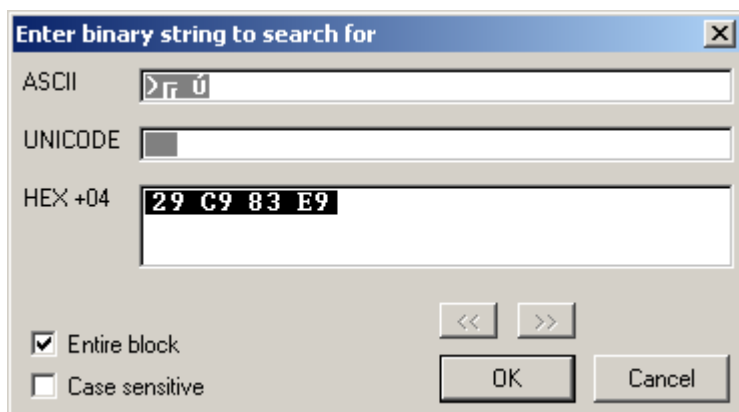 Enter binary string to search for
ASCII
UNICODE
HEX +04
29 C9 83 E9
<< >>
Entire block
Case sensitive
OK
Cancel